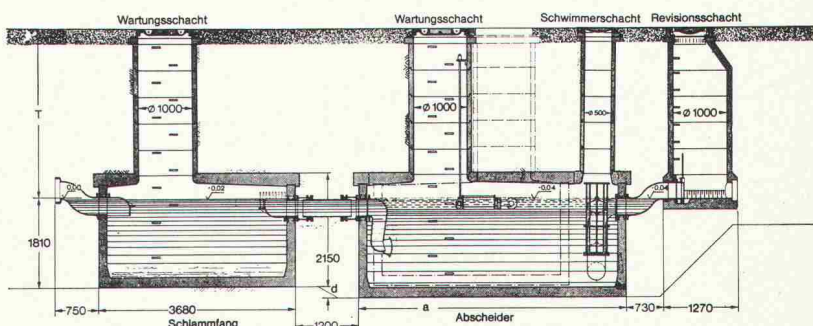 Wartungsschacht Wartungsschacht Schwimmerschacht Revisionsschacht
T
Ø 1000 Ø 1000 Ø 500 Ø 1000
±0,0 -0,02 -0,04 -0,04
1810 2150
d
750 3680 a 730 1270
Schlammfang 1200 Abscheider